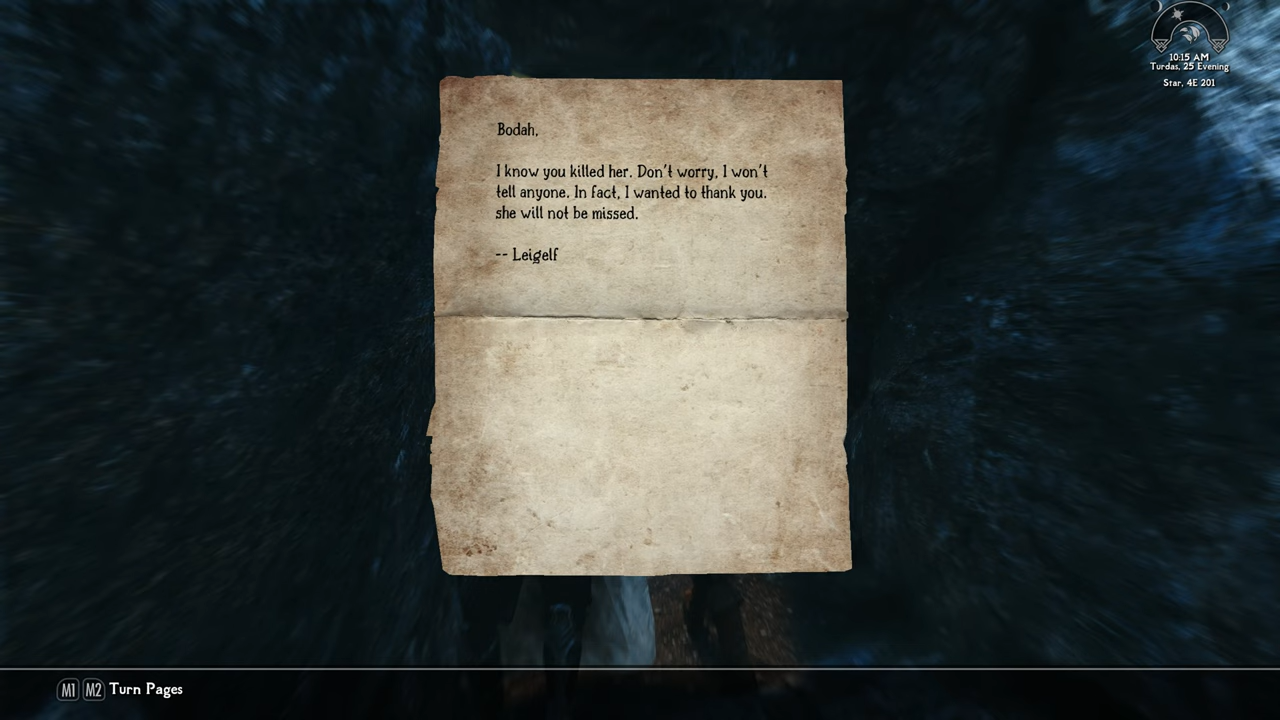 10:15 AM
Turdas, 25 Evening
Star, 4E 201
Bodah,
I know you killed her. Don't worry, I won't
tell anyone. In fact, I wanted to thank you.
she will not be missed.
-- Leigelf
M1 M2 Turn Pages